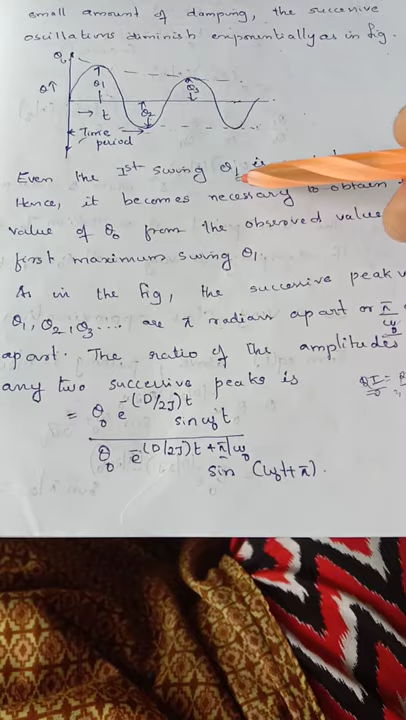 small amount of damping, the successive
oscillations diminish exponentially as in fig.
θ₀
θ↑
θ₁
θ₂
θ₃
→ t
Time
period
Even the Ist swing θ₁ is
Hence, it becomes necessary to obtain
value of θ₀ from the observed value
first maximum swing θ₁.
As in the fig, the successive peak v
θ₁, θ₂, θ₃ .... are π radians apart or π/ω₀
apart. The ratio of the amplitudes
any two successive peaks is
= θ₀ e^-(D/2J)t sin ω₀t
θ₀ e^-(D/2J)t + π/ω₀ sin (ω₀t+π).